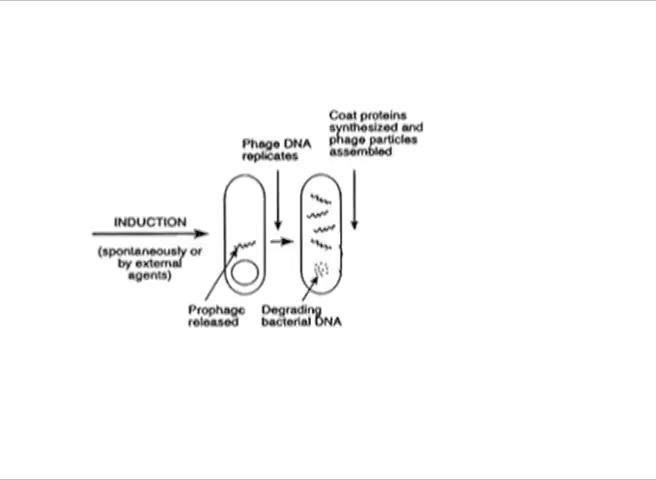 Coat proteins
synthesized and
phage particles
assembled
Phage DNA
replicates
INDUCTION
(spontaneously or
by external
agents)
Prophage
released
Degrading
bacterial DNA